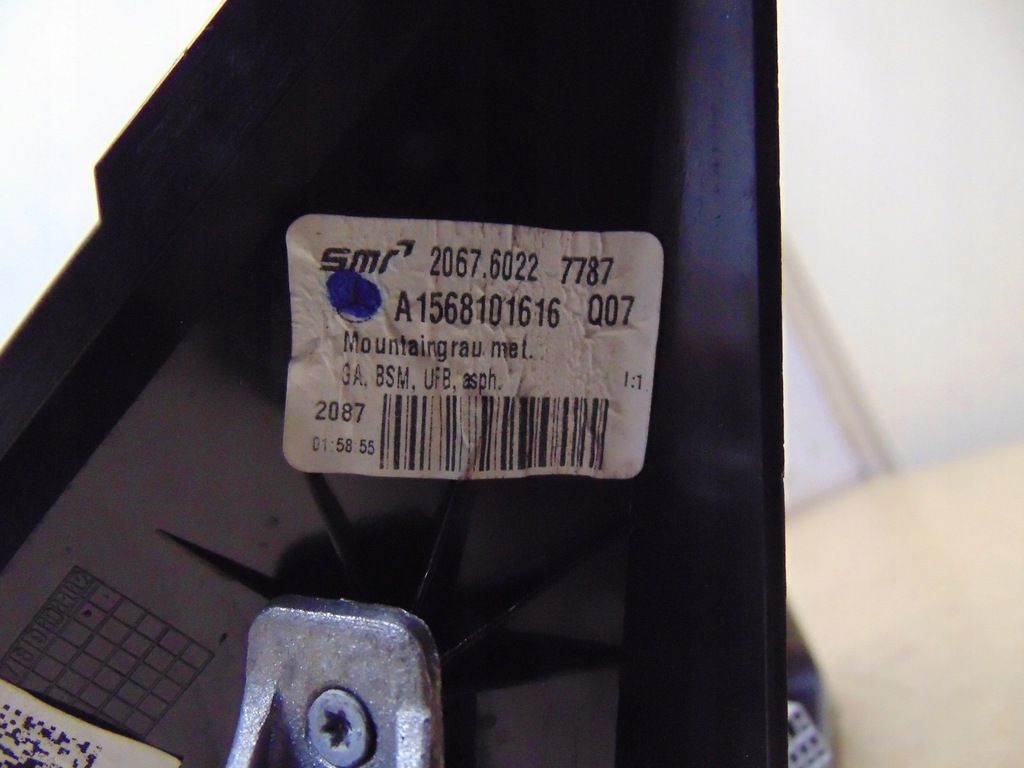 smr 2067.6022 7787
A1568101616 Q07
Mountaingrau met.
GA, BSM, UFB, asph. 1:1
2087
01:58:55